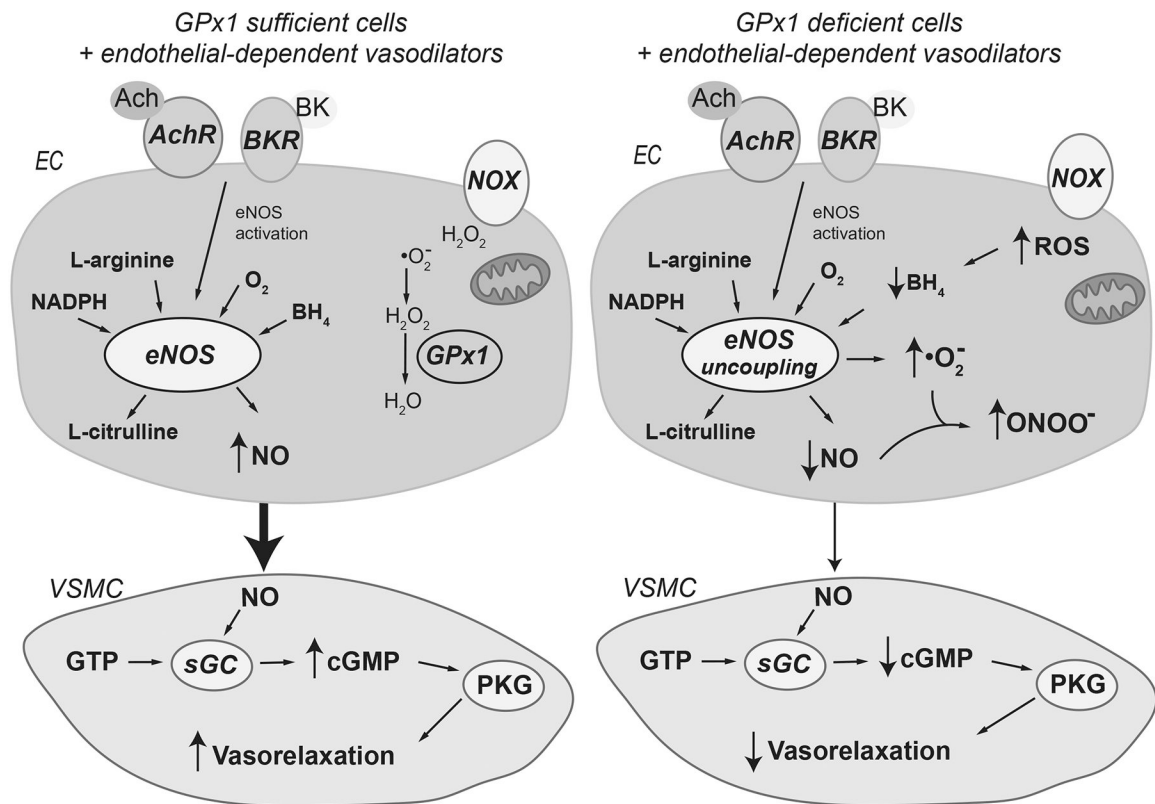 GPx1 sufficient cells
+ endothelial-dependent vasodilators
Ach
AchR
BKR
BK
EC
NOX
eNOS
activation
L-arginine
O₂
NADPH
BH₄
eNOS
L-citrulline
↑NO
H₂O₂
•O₂⁻
H₂O₂
GPx1
H₂O
VSMC
NO
GTP
sGC
↑cGMP
PKG
↑Vasorelaxation
GPx1 deficient cells
+ endothelial-dependent vasodilators
Ach
AchR
BKR
BK
EC
NOX
eNOS
activation
↑ROS
L-arginine
O₂
↓BH₄
NADPH
eNOS
uncoupling
↑•O₂⁻
L-citrulline
↑ONOO⁻
↓NO
VSMC
NO
GTP
sGC
↓cGMP
PKG
↓Vasorelaxation